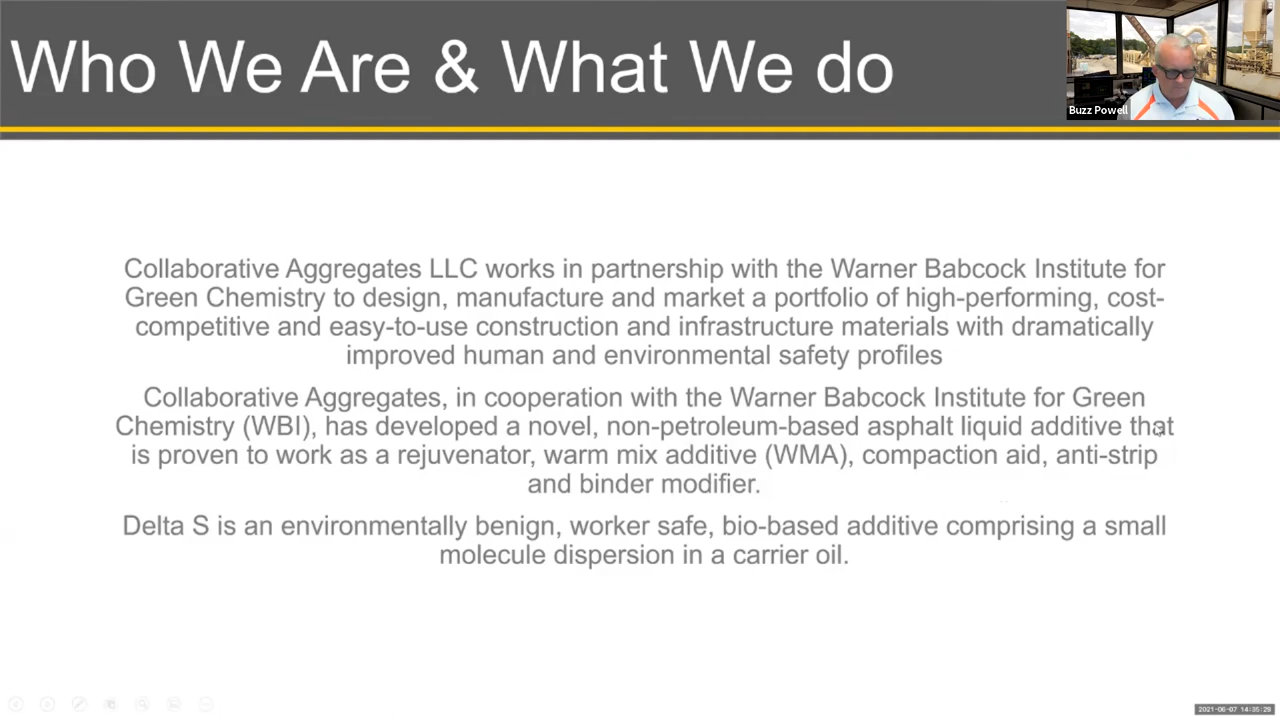 Who We Are & What We do
Buzz Powell
Collaborative Aggregates LLC works in partnership with the Warner Babcock Institute for
Green Chemistry to design, manufacture and market a portfolio of high-performing, cost-
competitive and easy-to-use construction and infrastructure materials with dramatically
improved human and environmental safety profiles
Collaborative Aggregates, in cooperation with the Warner Babcock Institute for Green
Chemistry (WBI), has developed a novel, non-petroleum-based asphalt liquid additive that
is proven to work as a rejuvenator, warm mix additive (WMA), compaction aid, anti-strip
and binder modifier.
Delta S is an environmentally benign, worker safe, bio-based additive comprising a small
molecule dispersion in a carrier oil.
2021-06-07 14:35:29